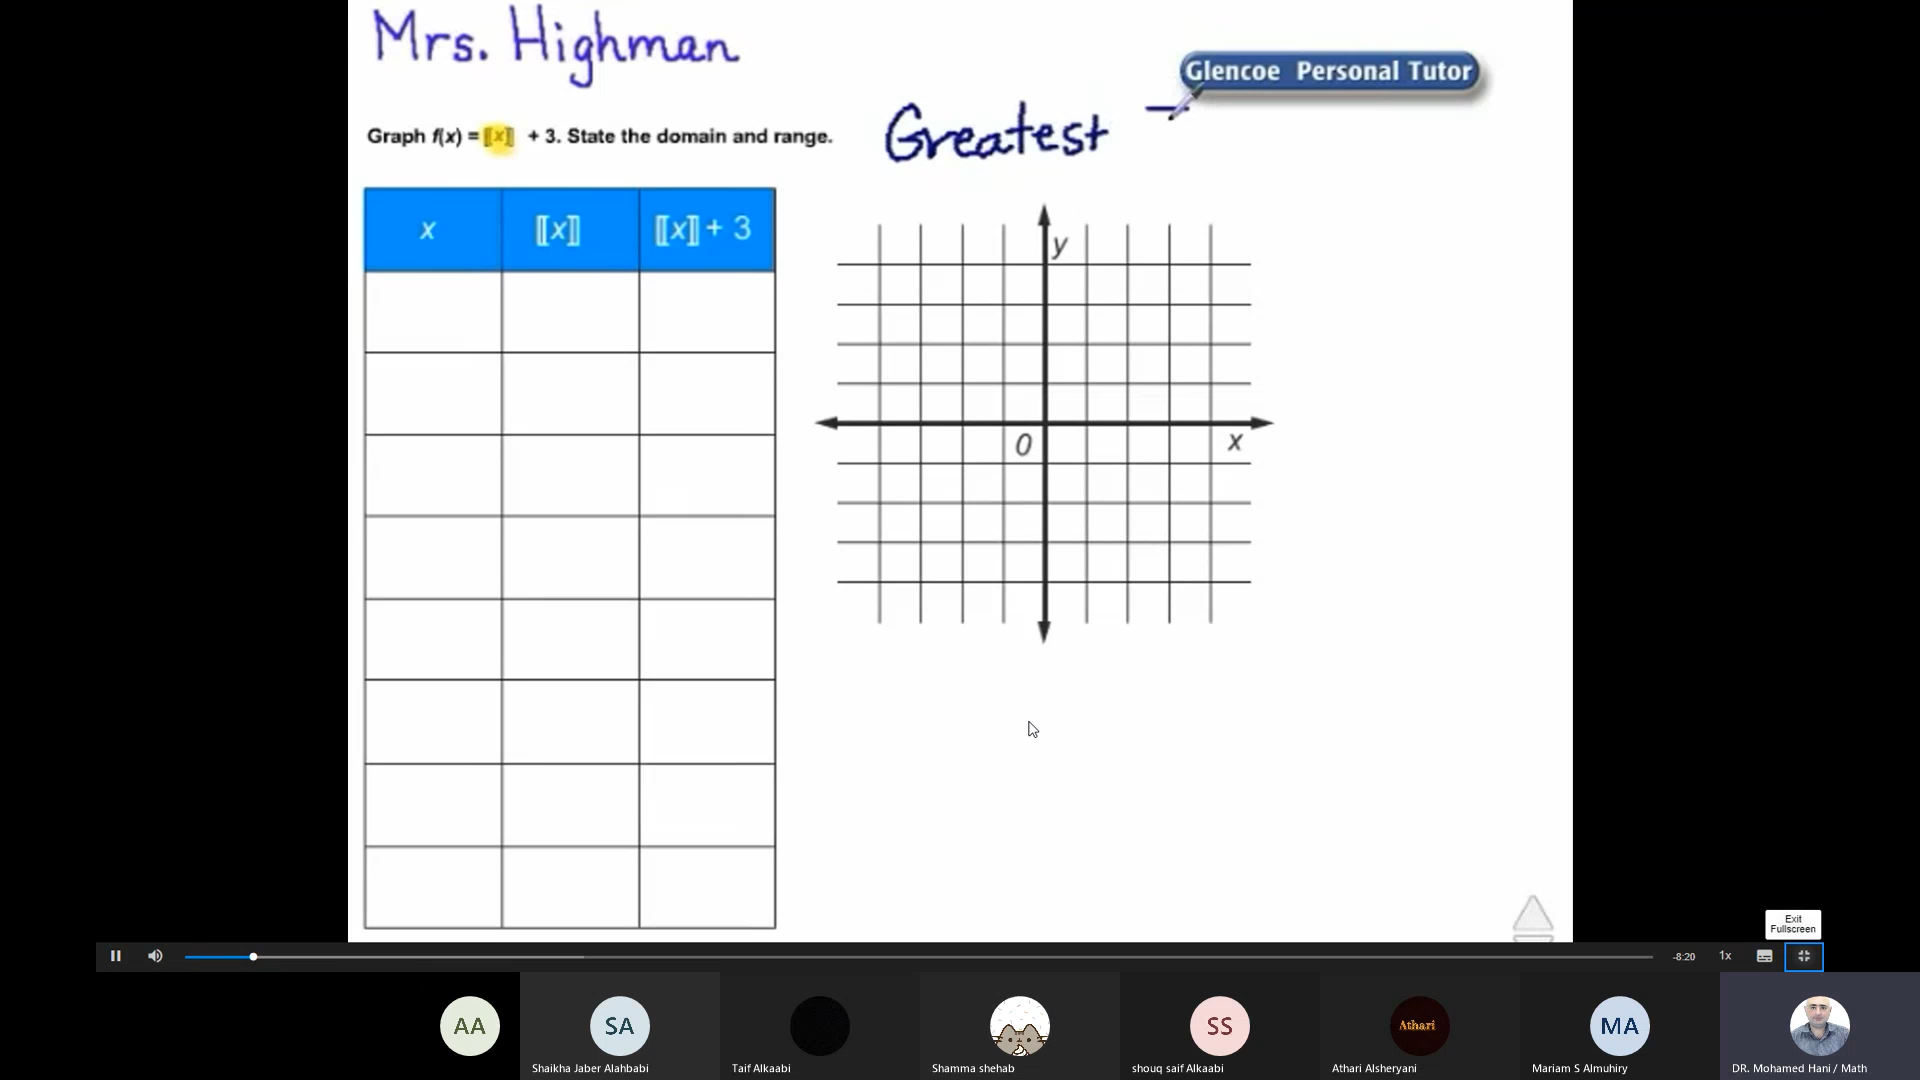 Mrs. Highman
Glencoe Personal Tutor
Graph f(x) = ⟦x⟧ + 3. State the domain and range.
Greatest
x ⟦x⟧ ⟦x⟧ + 3
y
0
x
Exit
Fullscreen
-8:20 1x
AA SA SS Athari MA
Shaikha Jaber Alahbabi Taif Alkaabi Shamma shehab shouq saif Alkaabi Athari Alsheryani Mariam S Almuhiry DR. Mohamed Hani / Math